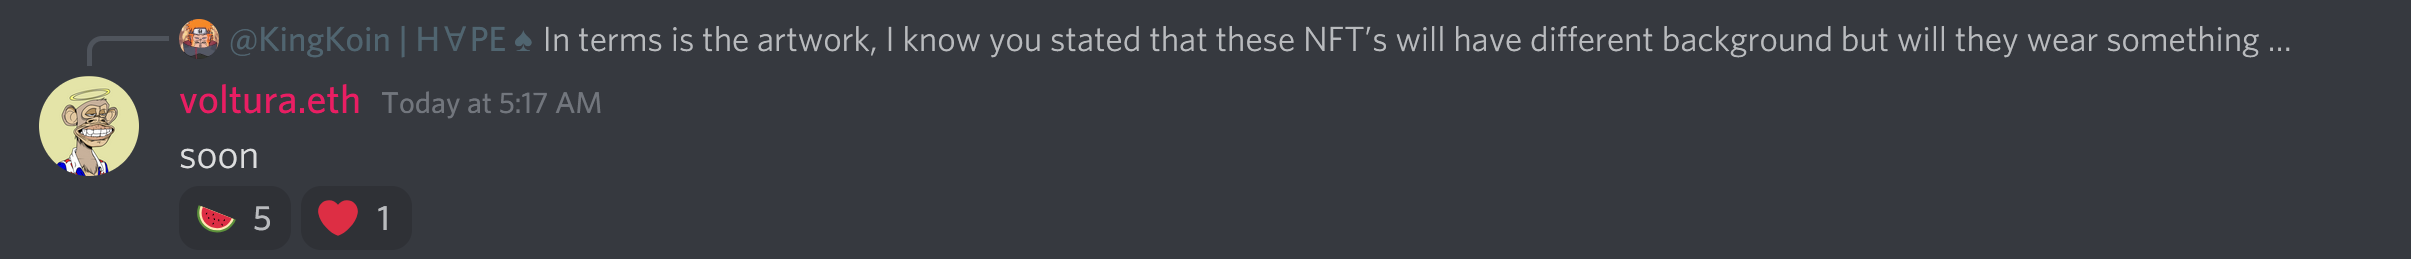 @KingKoin | H∀PE ♠ In terms is the artwork, I know you stated that these NFT's will have different background but will they wear something ...
voltura.eth Today at 5:17 AM
soon
5 1